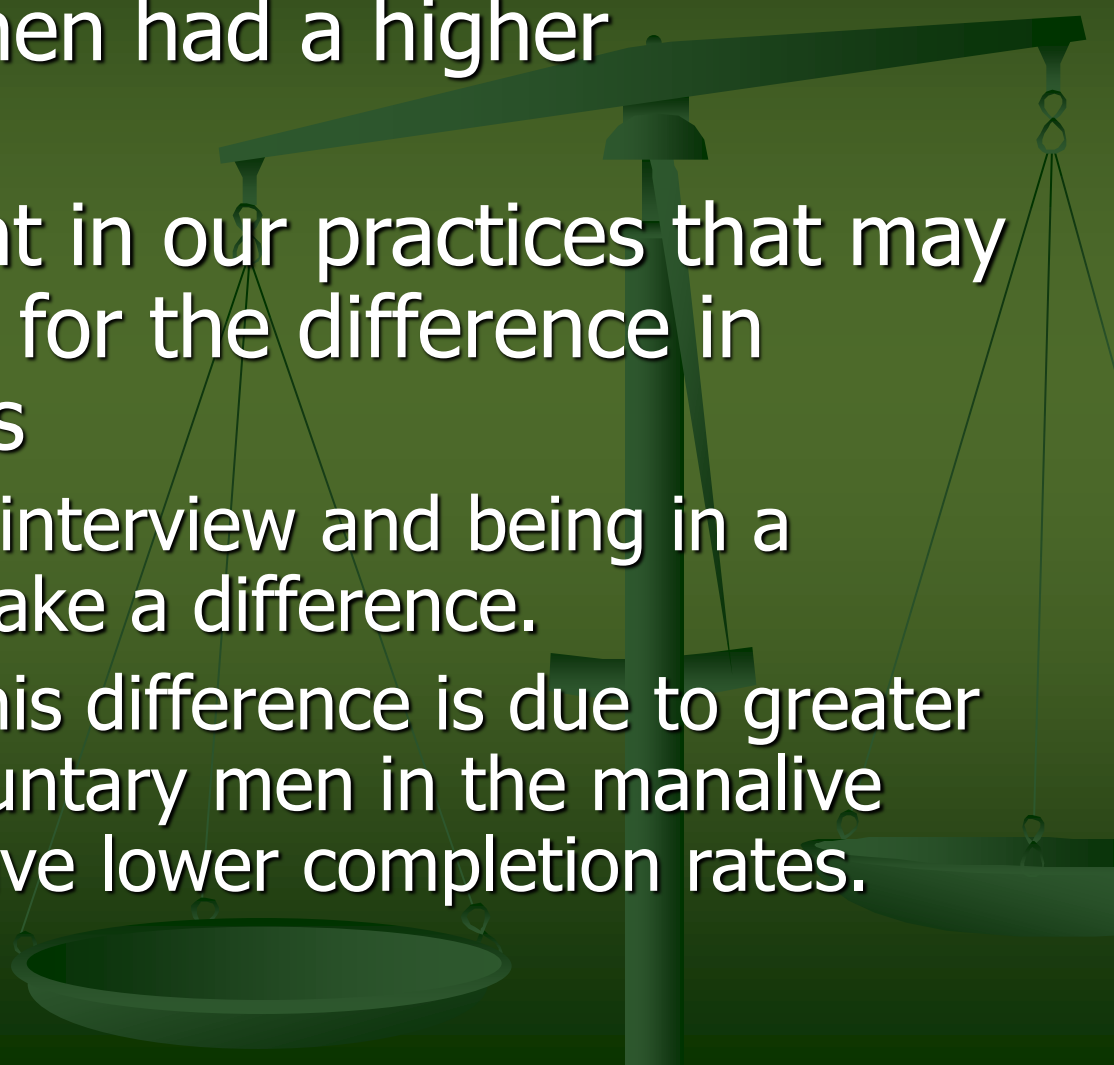 nen had a higher
nt in our practices that may
for the difference in
s
interview and being in a
ake a difference.
nis difference is due to greater
untary men in the manalive
ve lower completion rates.